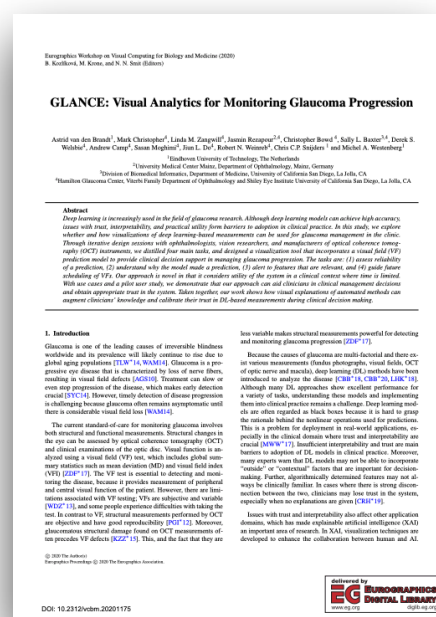 Eurographics Workshop on Visual Computing for Biology and Medicine (2020)
B. Kozlíková, M. Krone, and N. N. Smit (Editors)
GLANCE: Visual Analytics for Monitoring Glaucoma Progression
Astrid van den Brandt¹, Mark Christopher⁴, Linda M. Zangwill⁴, Jasmin Rezapour²,⁴, Christopher Bowd⁴, Sally L. Baxter³,⁴, Derek S.
Welsbie⁴, Andrew Camp⁴, Sasan Moghimi⁴, Jiun L. Do⁴, Robert N. Weinreb⁴, Chris C.P. Snijders¹ and Michel A. Westenberg¹
¹Eindhoven University of Technology, The Netherlands
²University Medical Center Mainz, Department of Ophthalmology, Mainz, Germany
³Division of Biomedical Informatics, Department of Medicine, University of California San Diego, La Jolla, CA
⁴Hamilton Glaucoma Center, Viterbi Family Department of Ophthalmology and Shiley Eye Institute University of California San Diego, La Jolla, CA
Abstract
Deep learning is increasingly used in the field of glaucoma research. Although deep learning models can achieve high accuracy,
issues with trust, interpretability, and practical utility form barriers to adoption in clinical practice. In this study, we explore
whether and how visualizations of deep learning-based measurements can be used for glaucoma management in the clinic.
Through iterative design sessions with ophthalmologists, vision researchers, and manufacturers of optical coherence tomog-
raphy (OCT) instruments, we distilled four main tasks, and designed a visualization tool that incorporates a visual field (VF)
prediction model to provide clinical decision support in managing glaucoma progression. The tasks are: (1) assess reliability
of a prediction, (2) understand why the model made a prediction, (3) alert to features that are relevant, and (4) guide future
scheduling of VFs. Our approach is novel in that it considers utility of the system in a clinical context where time is limited.
With use cases and a pilot user study, we demonstrate that our approach can aid clinicians in clinical management decisions
and obtain appropriate trust in the system. Taken together, our work shows how visual explanations of automated methods can
augment clinicians' knowledge and calibrate their trust in DL-based measurements during clinical decision making.
1. Introduction
Glaucoma is one of the leading causes of irreversible blindness
worldwide and its prevalence will likely continue to rise due to
global aging populations [TLW*14, WAM14]. Glaucoma is a pro-
gressive eye disease that is characterized by loss of nerve fibers,
resulting in visual field defects [AGS10]. Treatment can slow or
even stop progression of the disease, which makes early detection
crucial [SYC14]. However, timely detection of disease progression
is challenging because glaucoma often remains asymptomatic until
there is considerable visual field loss [WAM14].
The current standard-of-care for monitoring glaucoma involves
both structural and functional measurements. Structural changes in
the eye can be assessed by optical coherence tomography (OCT)
and clinical examinations of the optic disc. Visual function is an-
alyzed using a visual field (VF) test, which includes global sum-
mary statistics such as mean deviation (MD) and visual field index
(VFI) [ZDF*17]. The VF test is essential to detecting and moni-
toring the disease, because it provides measurement of peripheral
and central visual function of the patient. However, there are limi-
tations associated with VF testing; VFs are subjective and variable
[WDZ*13], and some people experience difficulties with taking the
test. In contrast to VF, structural measurements performed by OCT
are objective and have good reproducibility [PGI*12]. Moreover,
glaucomatous structural damage found on OCT measurements of-
ten precedes VF defects [KZZ*15]. This, and the fact that they are
less variable makes structural measurements powerful for detecting
and monitoring glaucoma progression [ZDF*17].
Because the causes of glaucoma are multi-factorial and there ex-
ist various measurements (fundus photographs, visual fields, OCT
of optic nerve and macula), deep learning (DL) methods have been
introduced to analyze the disease [CBB*18, CBB*20, LHK*18].
Although many DL approaches show excellent performance for
a variety of tasks, understanding these models and implementing
them into clinical practice remains a challenge. Deep learning mod-
els are often regarded as black boxes because it is hard to grasp
the rationale behind the nonlinear operations used for predictions.
This is a problem for deployment in real-world applications, es-
pecially in the clinical domain where trust and interpretability are
crucial [MWW*17]. Insufficient interpretability and trust are main
barriers to adoption of DL models in clinical practice. Moreover,
many experts warn that DL models may not be able to incorporate
"outside" or "contextual" factors that are important for decision-
making. Further, algorithmically determined features may not al-
ways be clinically familiar. In cases where there is strong discon-
nection between the two, clinicians may lose trust in the system,
especially when no explanations are given [CRH*19].
Issues with trust and interpretability also affect other application
domains, which has made explainable artificial intelligence (XAI)
an important area of research. In XAI, visualization techniques are
developed to enhance the collaboration between human and AI.
© 2020 The Author(s)
Eurographics Proceedings © 2020 The Eurographics Association.
DOI: 10.2312/vcbm.20201175
delivered by
EG EUROGRAPHICS
DIGITAL LIBRARY
www.eg.org diglib.eg.org